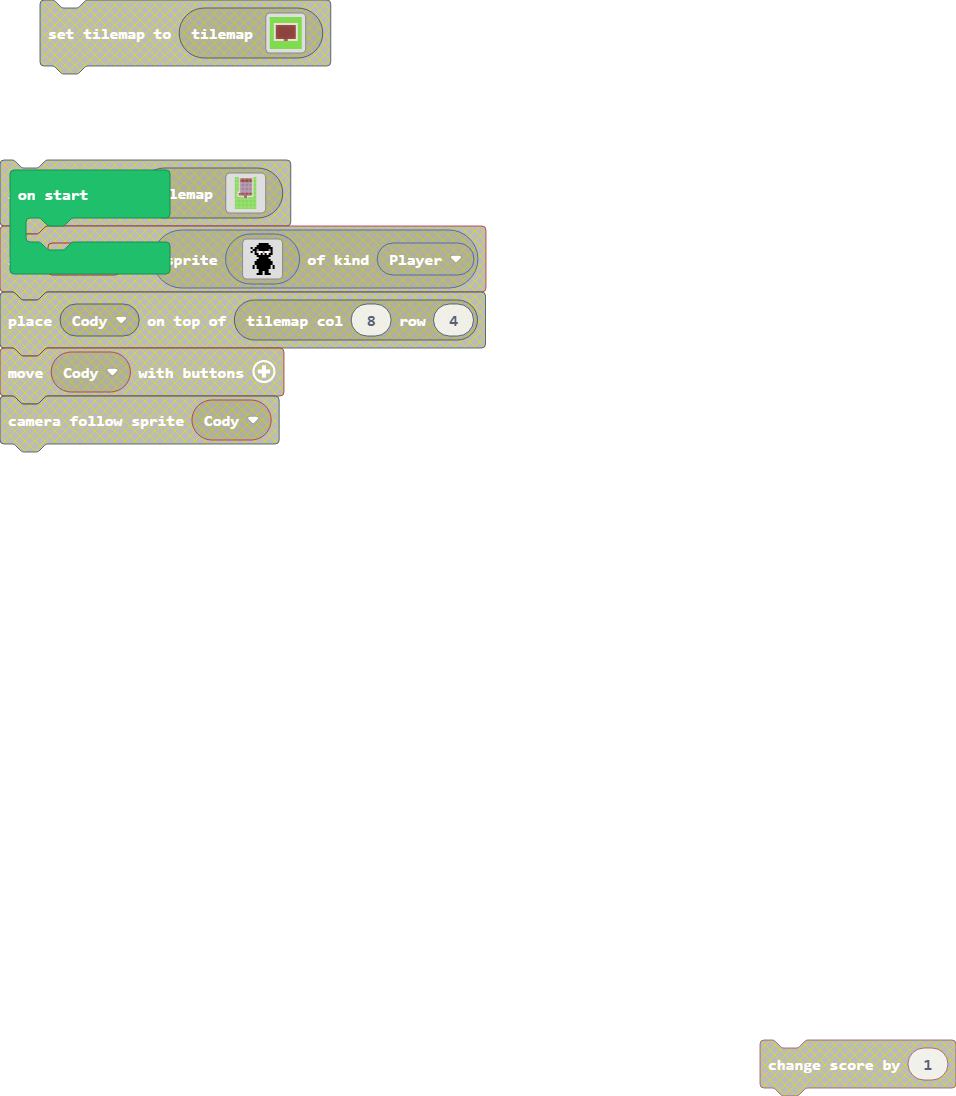 set tilemap to tilemap
on start
lemap
sprite of kind Player
place Cody on top of tilemap col 8 row 4
move Cody with buttons
camera follow sprite Cody
change score by 1